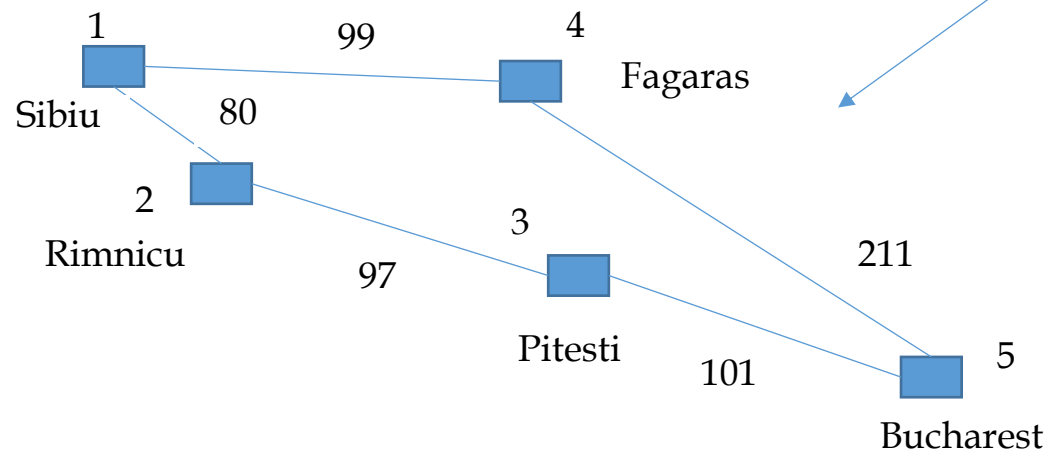 1
99
4
Fagaras
Sibiu
80
2
Rimnicu
3
97
211
Pitesti
101
5
Bucharest